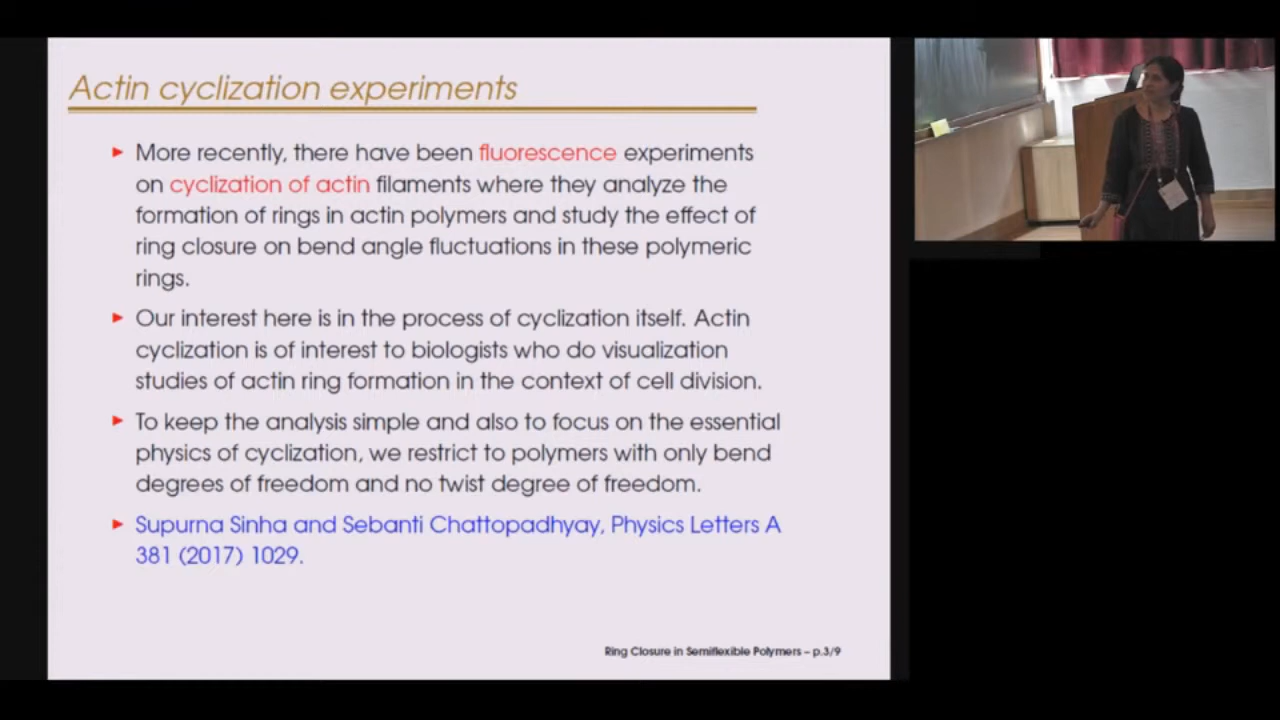 Actin cyclization experiments
More recently, there have been fluorescence experiments
on cyclization of actin filaments where they analyze the
formation of rings in actin polymers and study the effect of
ring closure on bend angle fluctuations in these polymeric
rings.
Our interest here is in the process of cyclization itself. Actin
cyclization is of interest to biologists who do visualization
studies of actin ring formation in the context of cell division.
To keep the analysis simple and also to focus on the essential
physics of cyclization, we restrict to polymers with only bend
degrees of freedom and no twist degree of freedom.
Supurna Sinha and Sebanti Chattopadhyay, Physics Letters A
381 (2017) 1029.
Ring Closure in Semiflexible Polymers – p.3/9